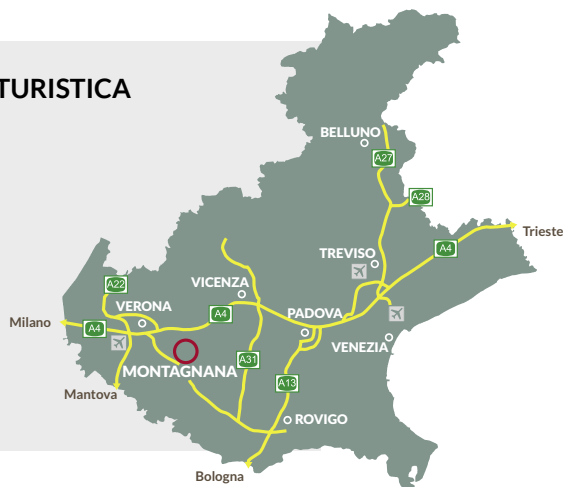 TURISTICA
BELLUNO
A27
A28
Trieste
A4
TREVISO
A22
VICENZA
VERONA
A4
PADOVA
Milano
A4
VENEZIA
MONTAGNANA
A31
A13
Mantova
ROVIGO
Bologna